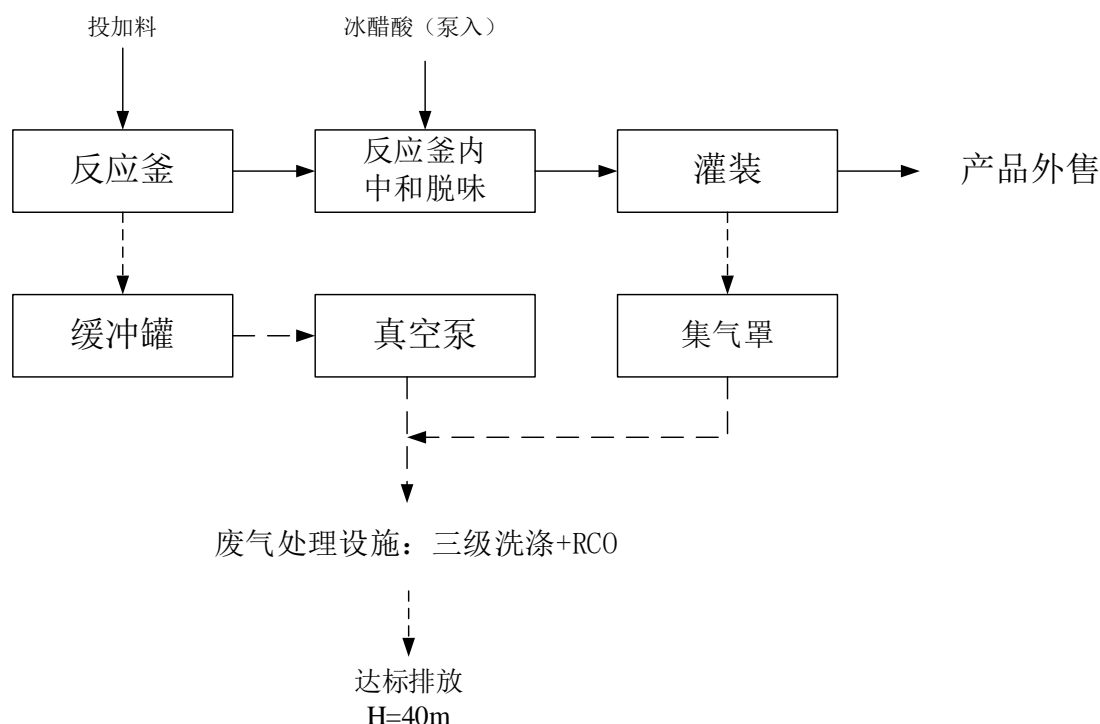 投加料
冰醋酸（泵入）
反应釜
反应釜内
中和脱味
灌装
产品外售
缓冲罐
真空泵
集气罩
废气处理设施：三级洗涤+RCO
达标排放
H=40m